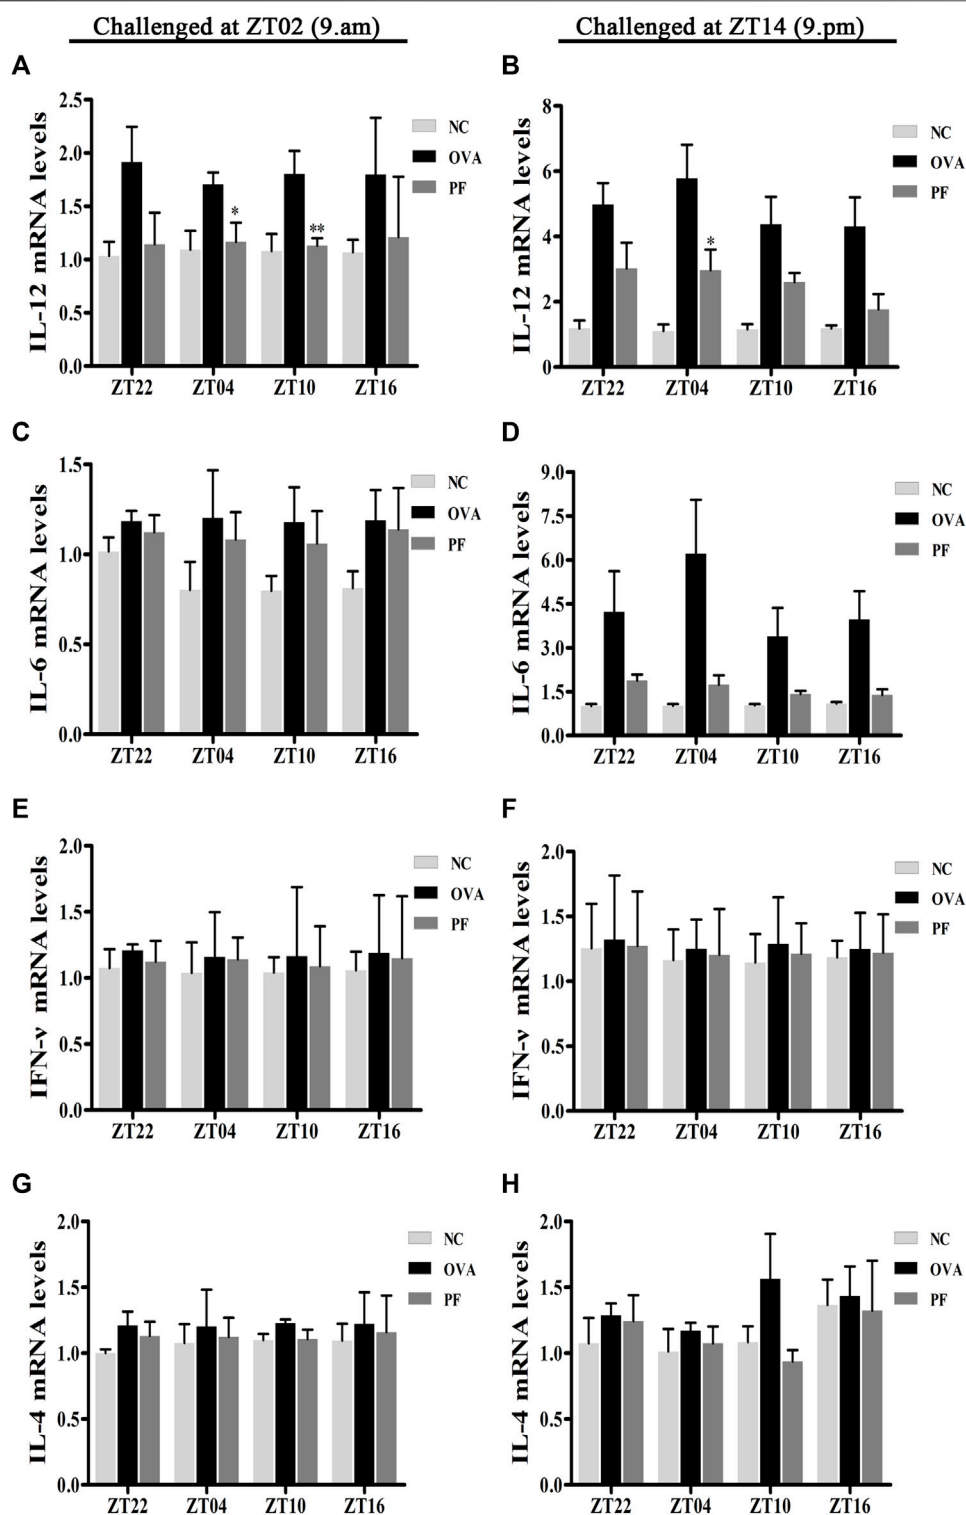 Challenged at ZT02 (9.am)
Challenged at ZT14 (9.pm)
A
IL-12 mRNA levels
2.5
2.0
1.5
1.0
0.5
0.0
* **
ZT22 ZT04 ZT10 ZT16
NC
OVA
PF
B
IL-12 mRNA levels
8
6
4
2
0
*
ZT22 ZT04 ZT10 ZT16
NC
OVA
PF
C
IL-6 mRNA levels
1.5
1.0
0.5
0.0
ZT22 ZT04 ZT10 ZT16
NC
OVA
PF
D
IL-6 mRNA levels
9.0
7.5
6.0
4.5
3.0
1.5
0.0
ZT22 ZT04 ZT10 ZT16
NC
OVA
PF
E
IFN-ν mRNA levels
2.0
1.5
1.0
0.5
0.0
ZT22 ZT04 ZT10 ZT16
NC
OVA
PF
F
IFN-ν mRNA levels
2.0
1.5
1.0
0.5
0.0
ZT22 ZT04 ZT10 ZT16
NC
OVA
PF
G
IL-4 mRNA levels
2.0
1.5
1.0
0.5
0.0
ZT22 ZT04 ZT10 ZT16
NC
OVA
PF
H
IL-4 mRNA levels
2.0
1.5
1.0
0.5
0.0
ZT22 ZT04 ZT10 ZT16
NC
OVA
PF